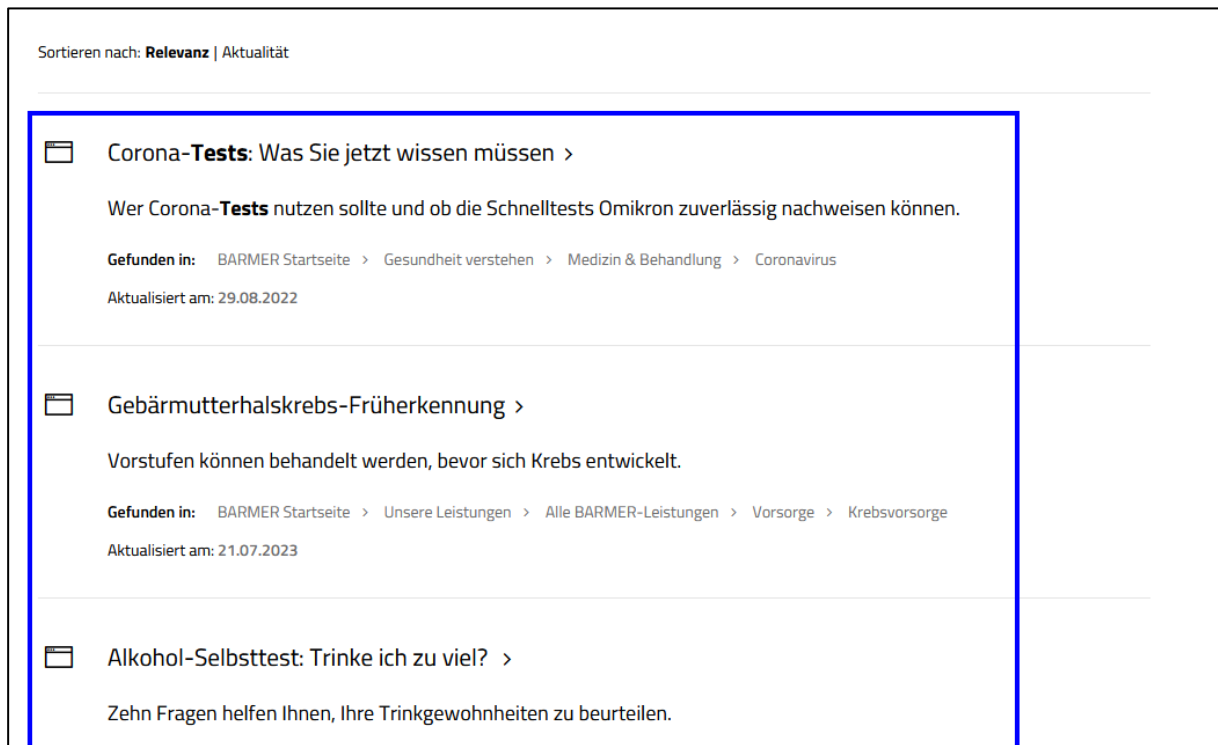 Sortieren nach: Relevanz | Aktualität
Corona-Tests: Was Sie jetzt wissen müssen >
Wer Corona-Tests nutzen sollte und ob die Schnelltests Omikron zuverlässig nachweisen können.
Gefunden in: BARMER Startseite > Gesundheit verstehen > Medizin & Behandlung > Coronavirus
Aktualisiert am: 29.08.2022
Gebärmutterhalskrebs-Früherkennung >
Vorstufen können behandelt werden, bevor sich Krebs entwickelt.
Gefunden in: BARMER Startseite > Unsere Leistungen > Alle BARMER-Leistungen > Vorsorge > Krebsvorsorge
Aktualisiert am: 21.07.2023
Alkohol-Selbsttest: Trinke ich zu viel? >
Zehn Fragen helfen Ihnen, Ihre Trinkgewohnheiten zu beurteilen.